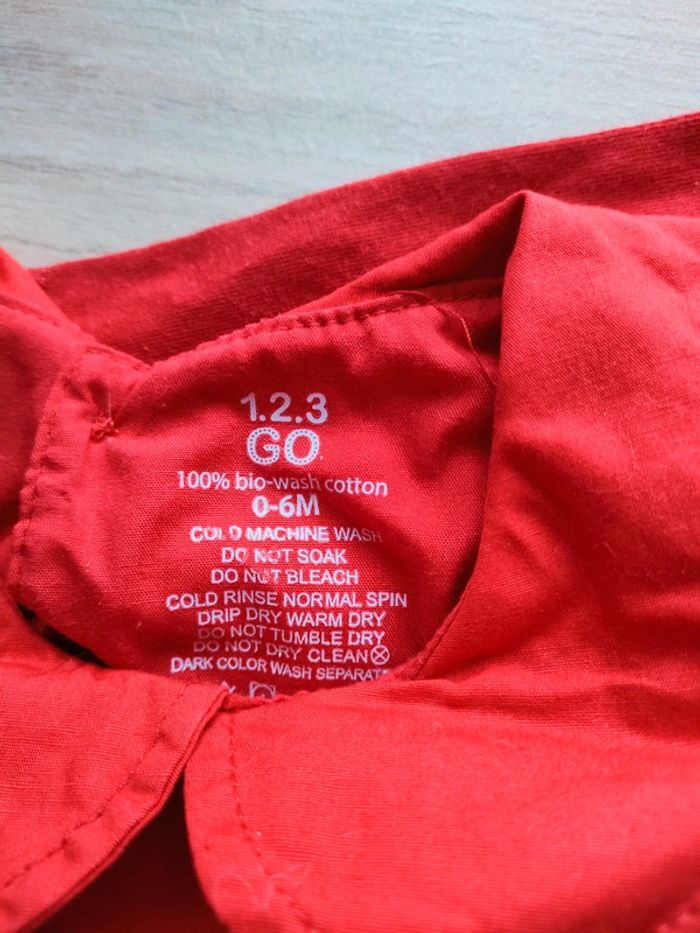 1.2.3
GO
100% bio-wash cotton
0-6M
COLD MACHINE WASH
DO NOT SOAK
DO NOT BLEACH
COLD RINSE NORMAL SPIN
DRIP DRY WARM DRY
DO NOT TUMBLE DRY
DO NOT DRY CLEAN
DARK COLOR WASH SEPARATE